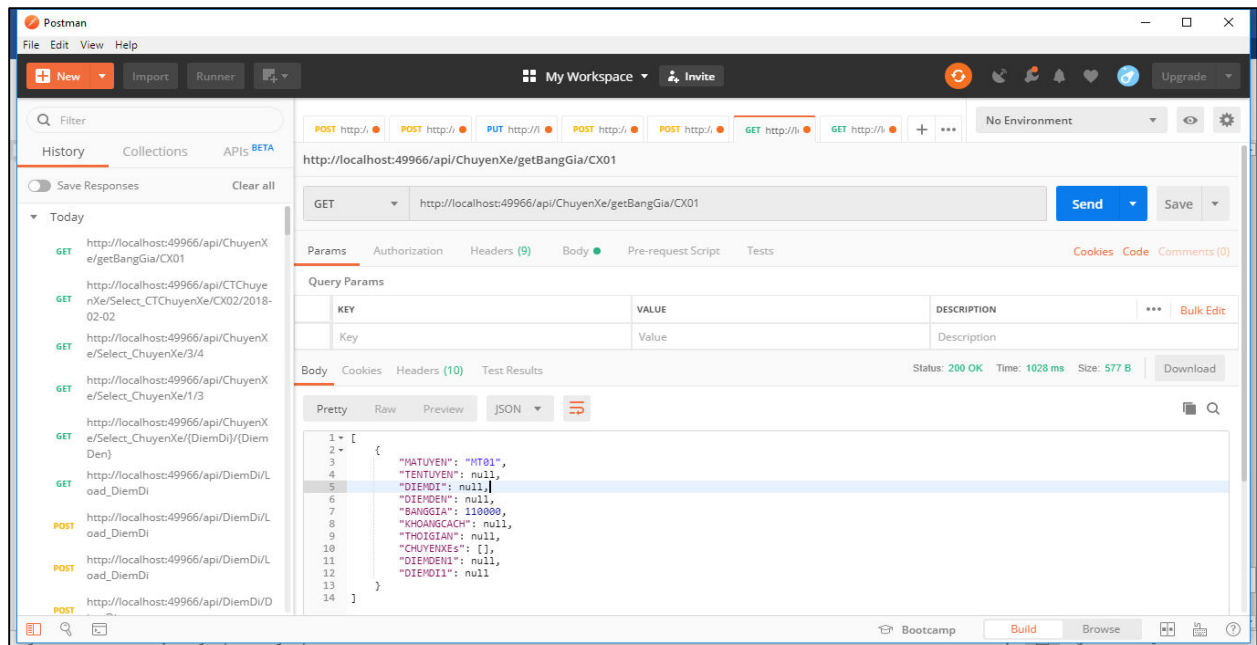 Postman
File Edit View Help
New Import Runner My Workspace Invite Upgrade
Filter
History Collections APIs BETA
Save Responses Clear all
Today
GET http://localhost:49966/api/ChuyenX
e/getBangGia/CX01
GET http://localhost:49966/api/CTChuye
nXe/Select_CTChuyenXe/CX02/2018-
02-02
GET http://localhost:49966/api/ChuyenX
e/Select_ChuyenXe/3/4
GET http://localhost:49966/api/ChuyenX
e/Select_ChuyenXe/1/3
GET http://localhost:49966/api/ChuyenX
e/Select_ChuyenXe/{DiemDi}/{Diem
Den}
GET http://localhost:49966/api/DiemDi/L
oad_DiemDi
POST http://localhost:49966/api/DiemDi/L
oad_DiemDi
POST http://localhost:49966/api/DiemDi/L
oad_DiemDi
POST http://localhost:49966/api/DiemDi/D
POST http:/ POST http:/ PUT http://l POST http:/ POST http:/ GET http://l GET http://l + ••• No Environment
http://localhost:49966/api/ChuyenXe/getBangGia/CX01
GET http://localhost:49966/api/ChuyenXe/getBangGia/CX01 Send Save
Params Authorization Headers (9) Body Pre-request Script Tests Cookies Code Comments (0)
Query Params
KEY VALUE DESCRIPTION ••• Bulk Edit
Key Value Description
Body Cookies Headers (10) Test Results Status: 200 OK Time: 1028 ms Size: 577 B Download
Pretty Raw Preview JSON
1 [
2 {
3 "MATUYEN": "MT01",
4 "TENTUYEN": null,
5 "DIEMDI": null,
6 "DIEMDEN": null,
7 "BANGGIA": 110000,
8 "KHOANGCACH": null,
9 "THOIGIAN": null,
10 "CHUYENXEs": [],
11 "DIEMDEN1": null,
12 "DIEMDI1": null
13 }
14 ]
Bootcamp Build Browse